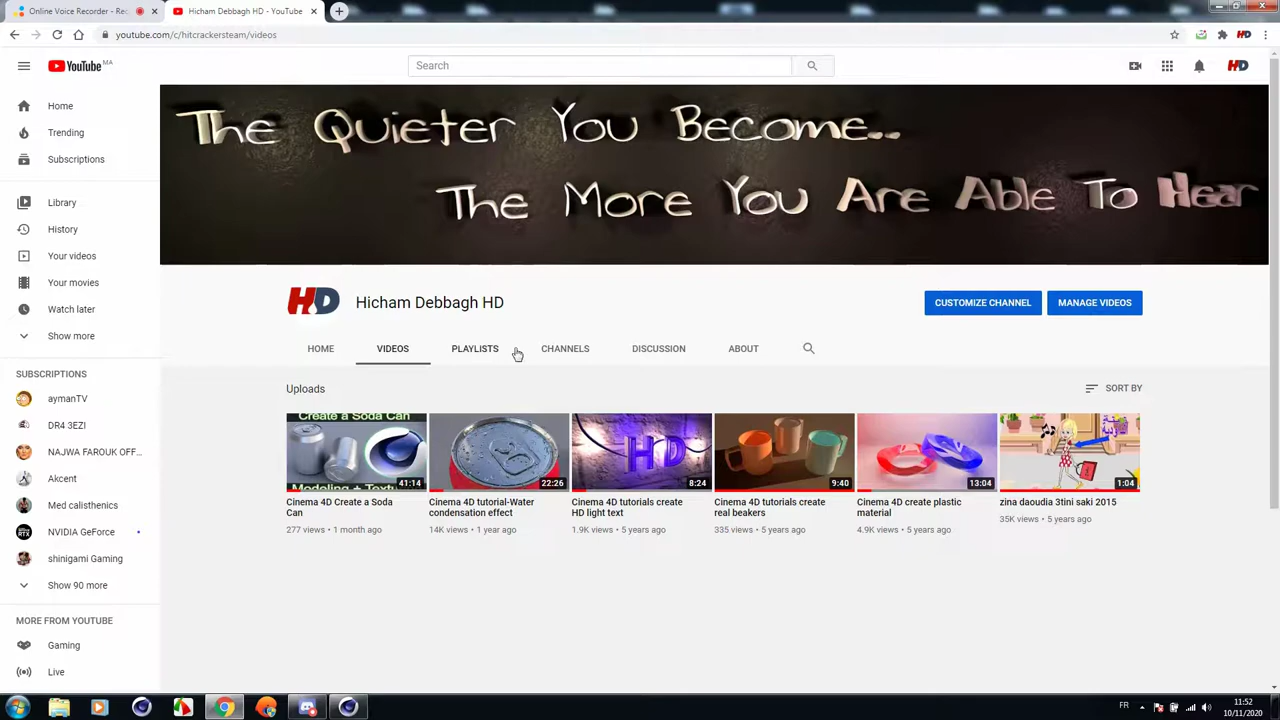 Online Voice Recorder - Rec
Hicham Debbagh HD - YouTube
youtube.com/c/hitcrackersteam/videos
HD
YouTube MA
Search
HD
Home
Trending
Subscriptions
Library
History
Your videos
Your movies
Watch later
Show more
SUBSCRIPTIONS
aymanTV
DR4 3EZI
NAJWA FAROUK OFF...
Akcent
Med calisthenics
NVIDIA GeForce
shinigami Gaming
Show 90 more
MORE FROM YOUTUBE
Gaming
Live
The Quieter You Become..
The More You Are Able To Hear
HD
Hicham Debbagh HD
CUSTOMIZE CHANNEL
MANAGE VIDEOS
HOME
VIDEOS
PLAYLISTS
CHANNELS
DISCUSSION
ABOUT
Uploads
SORT BY
Create a Soda Can
Modeling + Textu
41:14
Cinema 4D Create a Soda
Can
277 views • 1 month ago
22:26
Cinema 4D tutorial-Water
condensation effect
14K views • 1 year ago
HD
8:24
Cinema 4D tutorials create
HD light text
1.9K views • 5 years ago
9:40
Cinema 4D tutorials create
real beakers
335 views • 5 years ago
13:04
Cinema 4D create plastic
material
4.9K views • 5 years ago
1:04
zina daoudia 3tini saki 2015
35K views • 5 years ago
FR
11:52
10/11/2020